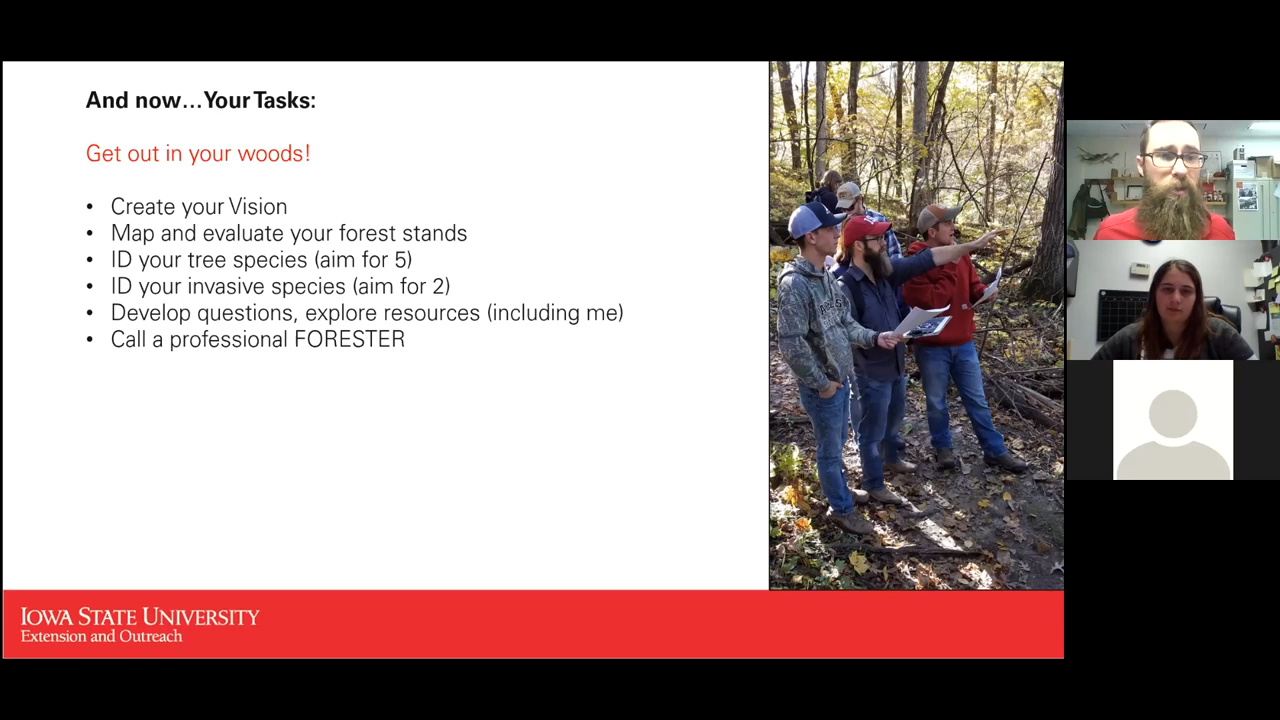 And now…Your Tasks:
Get out in your woods!
• Create your Vision
• Map and evaluate your forest stands
• ID your tree species (aim for 5)
• ID your invasive species (aim for 2)
• Develop questions, explore resources (including me)
• Call a professional FORESTER
IOWA STATE UNIVERSITY
Extension and Outreach